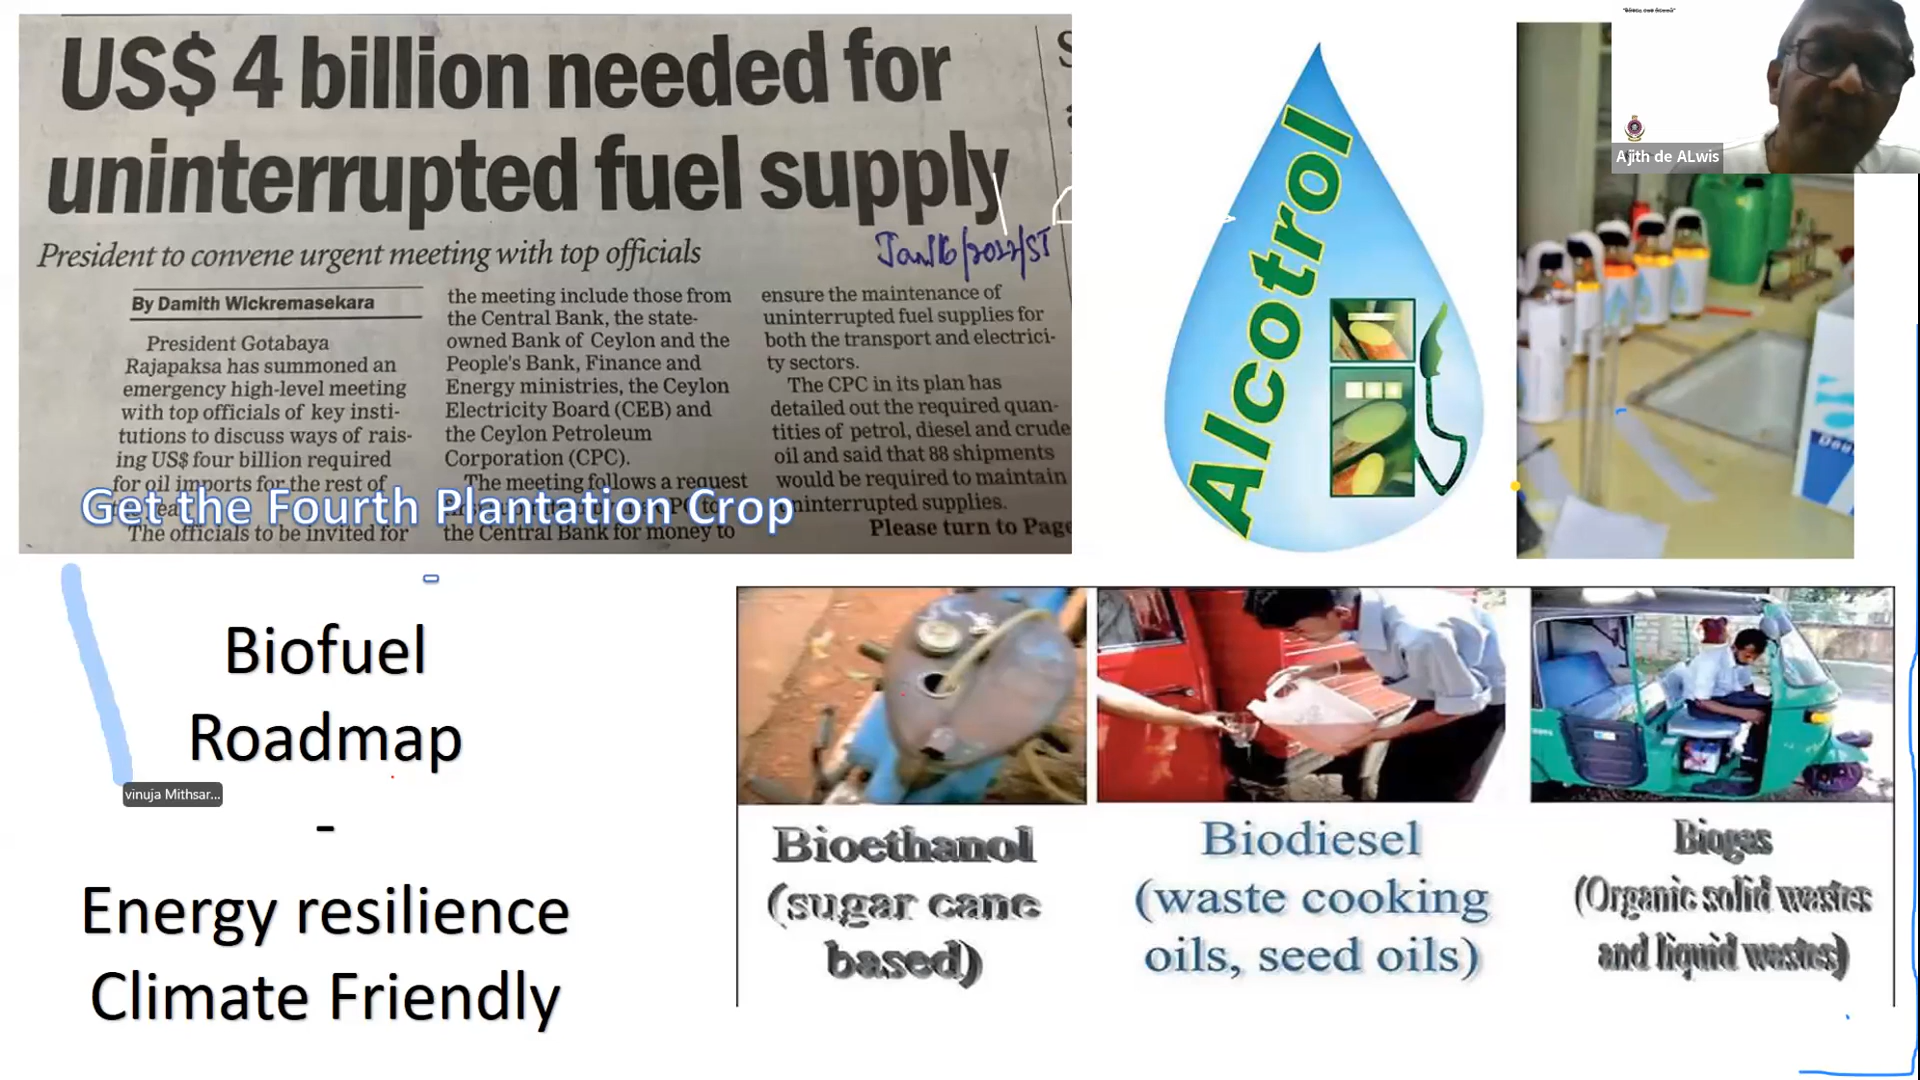 US$ 4 billion needed for
uninterrupted fuel supply
President to convene urgent meeting with top officials
Jan/16/2022/ST
By Damith Wickremasekara
President Gotabaya
Rajapaksa has summoned an
emergency high-level meeting
with top officials of key insti-
tutions to discuss ways of rais-
ing US$ four billion required
for oil imports for the rest of
The officials to be invited for
the meeting include those from
the Central Bank, the state-
owned Bank of Ceylon and the
People's Bank, Finance and
Energy ministries, the Ceylon
Electricity Board (CEB) and
the Ceylon Petroleum
Corporation (CPC).
The meeting follows a request
the Central Bank for money to
ensure the maintenance of
uninterrupted fuel supplies for
both the transport and electrici-
ty sectors.
The CPC in its plan has
detailed out the required quan-
tities of petrol, diesel and crude
oil and said that 88 shipments
would be required to maintain
uninterrupted supplies.
Please turn to Page
Get the Fourth Plantation Crop
Alcotrol
Ajith de ALwis
Biofuel
Roadmap
-
Energy resilience
Climate Friendly
vinuja Mithsar...
Bioethanol
(sugar cane
based)
Biodiesel
(waste cooking
oils, seed oils)
Biogas
(Organic solid wastes
and liquid wastes)